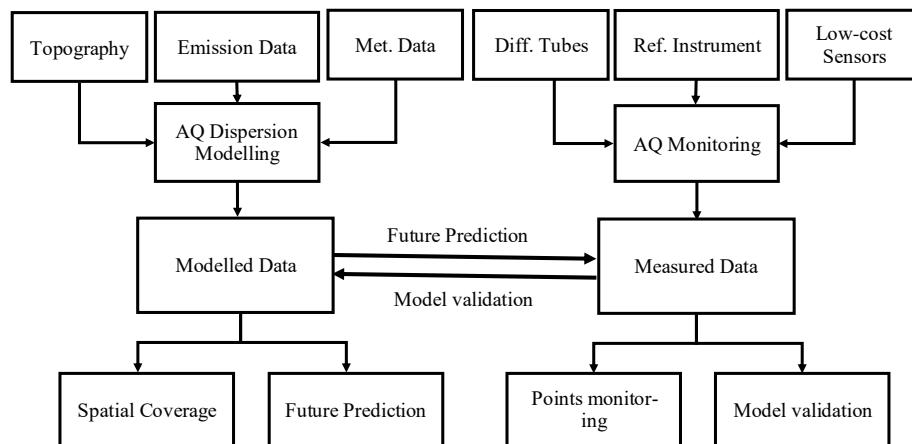 Topography
Emission Data
Met. Data
Diff. Tubes
Ref. Instrument
Low-cost
Sensors
AQ Dispersion
Modelling
AQ Monitoring
Modelled Data
Future Prediction
Model validation
Measured Data
Spatial Coverage
Future Prediction
Points monitor-
ing
Model validation